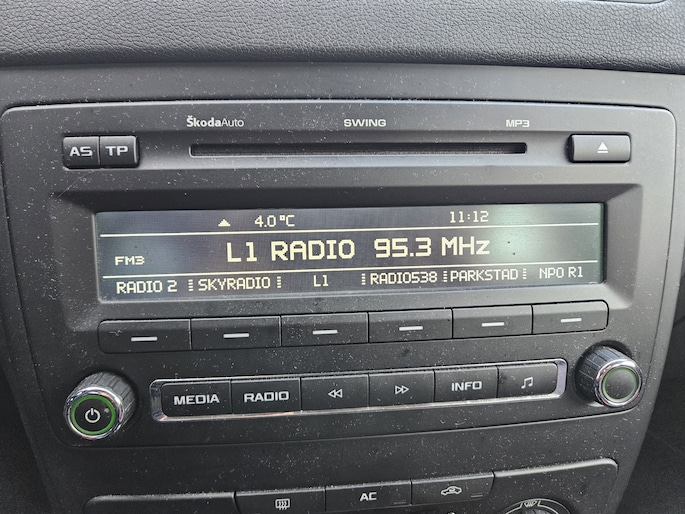 ŠkodaAuto SWING MP3
AS TP
4.0 °C 11:12
FM3 L1 RADIO 95.3 MHz
RADIO 2 SKYRADIO L1 RADIO538 PARKSTAD NPO R1
MEDIA RADIO INFO
AC